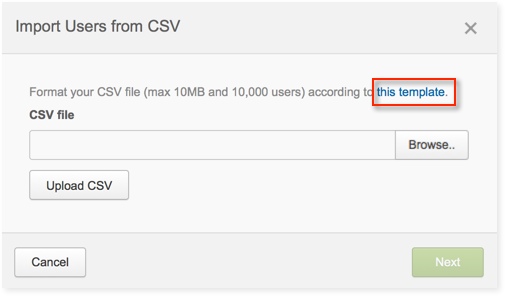 Import Users from CSV
Format your CSV file (max 10MB and 10,000 users) according to this template.
CSV file
Browse..
Upload CSV
Cancel
Next